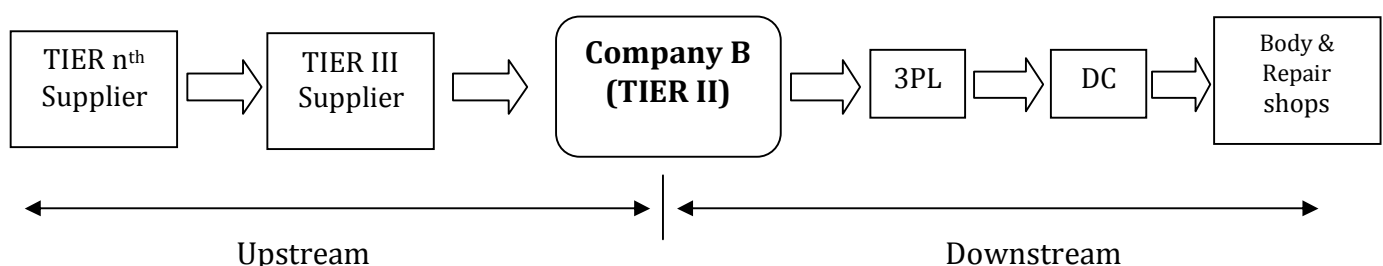 TIER nth
Supplier
TIER III
Supplier
Company B
(TIER II)
3PL
DC
Body &
Repair
shops
Upstream
Downstream